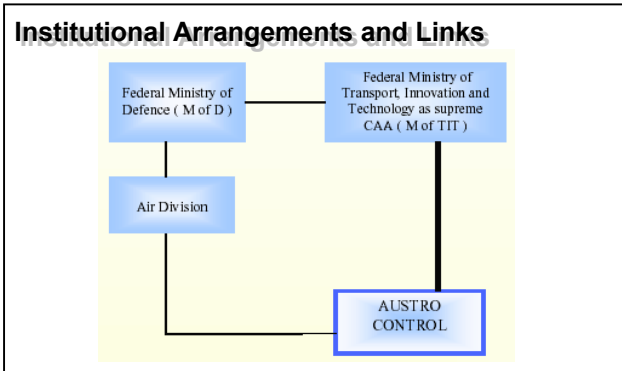 Institutional Arrangements and Links
Federal Ministry of
Defence ( M of D )
Federal Ministry of
Transport, Innovation and
Technology as supreme
CAA ( M of TIT )
Air Division
AUSTRO
CONTROL